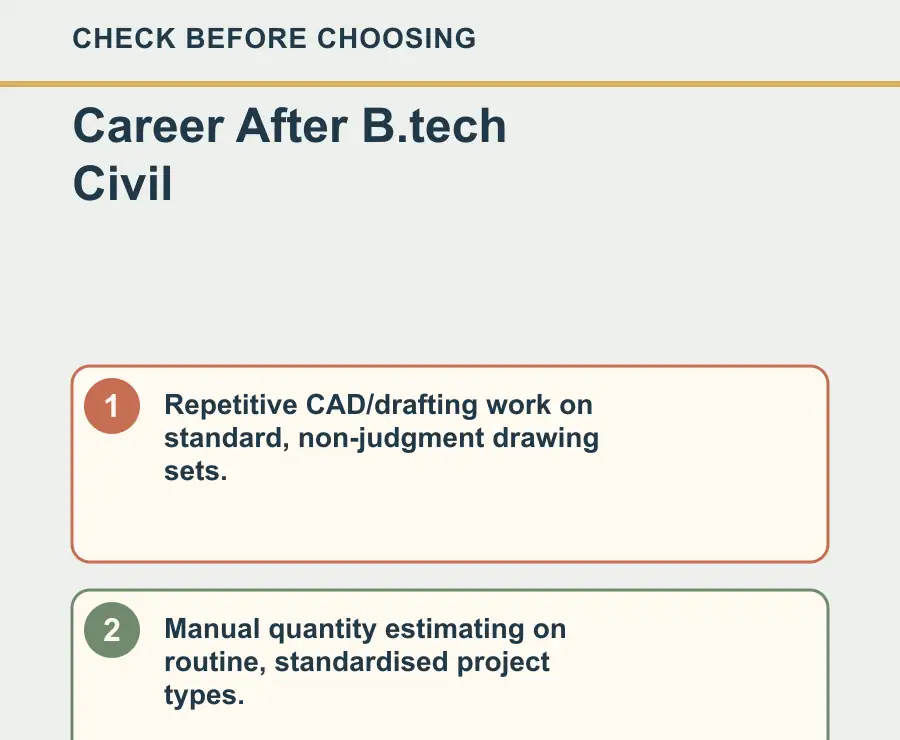 CHECK BEFORE CHOOSING
Career After B.tech
Civil
1
Repetitive CAD/drafting work on
standard, non-judgment drawing
sets.
2
Manual quantity estimating on
routine, standardised project
types.